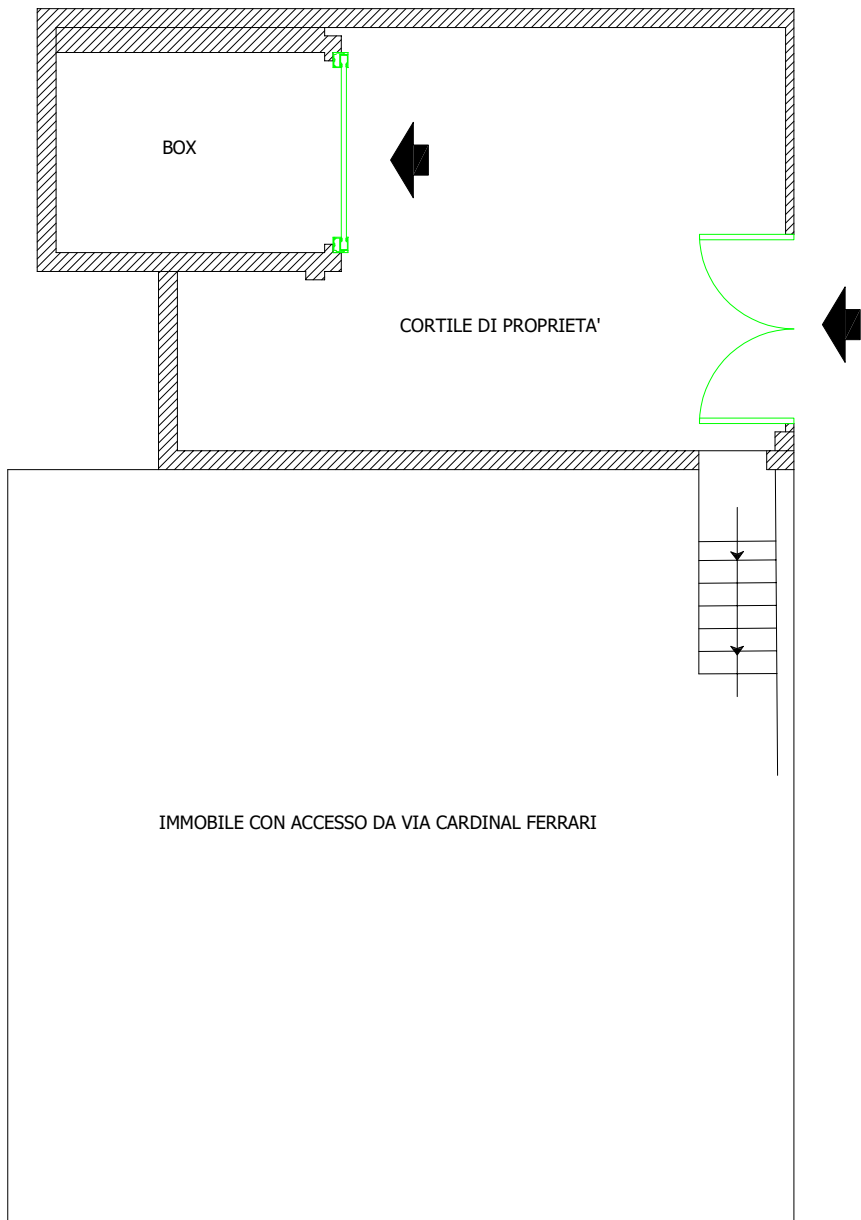 BOX
CORTILE DI PROPRIETA'
IMMOBILE CON ACCESSO DA VIA CARDINAL FERRARI